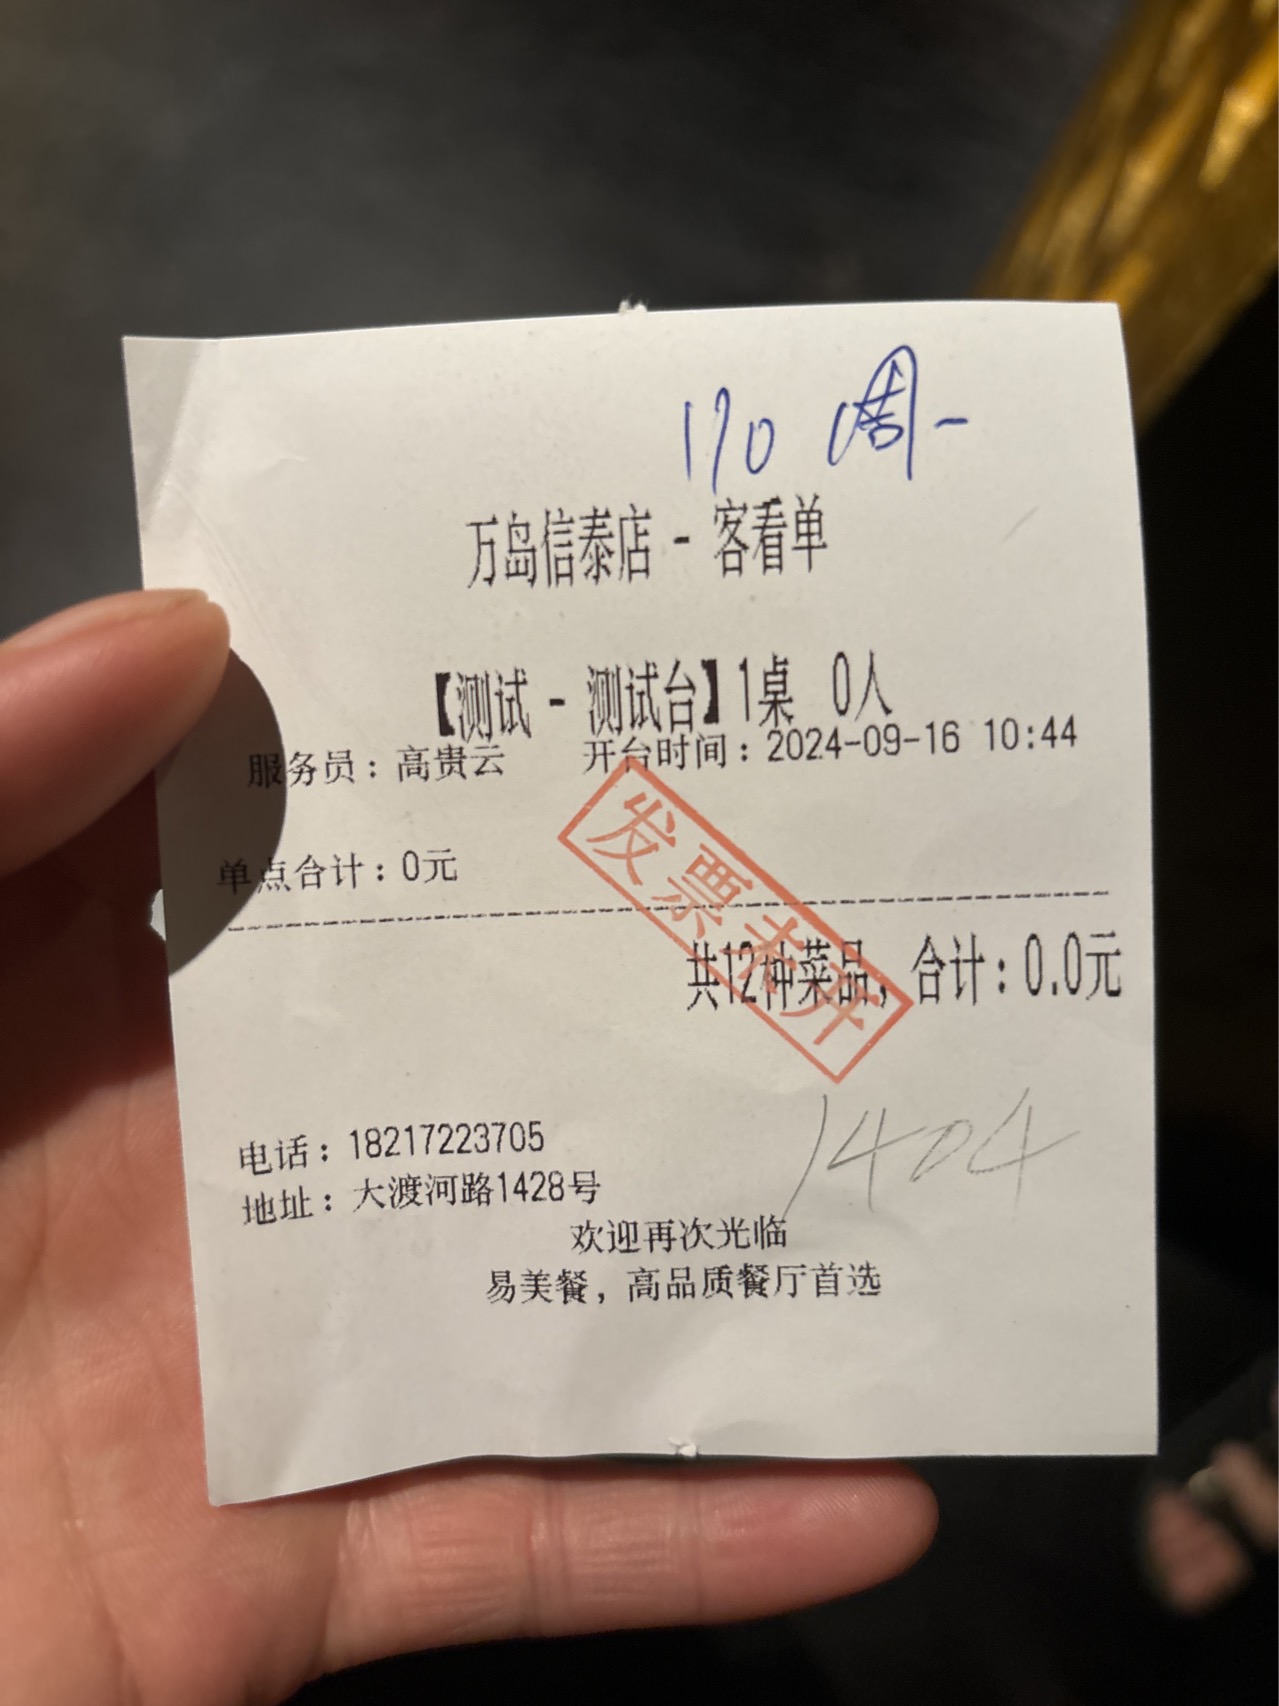 170 周一
万岛信泰店 - 客看单
【测试 - 测试台】1桌 0人
服务员：高贵云 开台时间：2024-09-16 10:44
发票未开
单点合计：0元
共12种菜品，合计：0.0元
1404
电话：18217223705
地址：大渡河路1428号
欢迎再次光临
易美餐，高品质餐厅首选